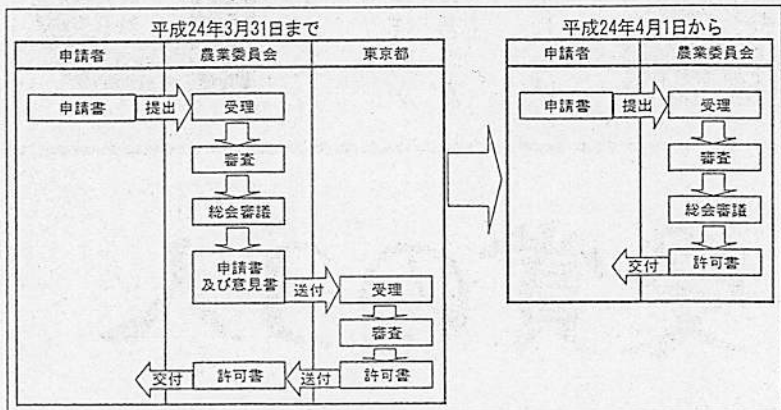 平成24年3月31日まで
申請者 農業委員会 東京都
申請書 提出 受理
審査
総会審議
申請書
及び意見書 送付 受理
審査
交付 許可書 送付 許可書
平成24年4月1日から
申請者 農業委員会
申請書 提出 受理
審査
総会審議
交付 許可書